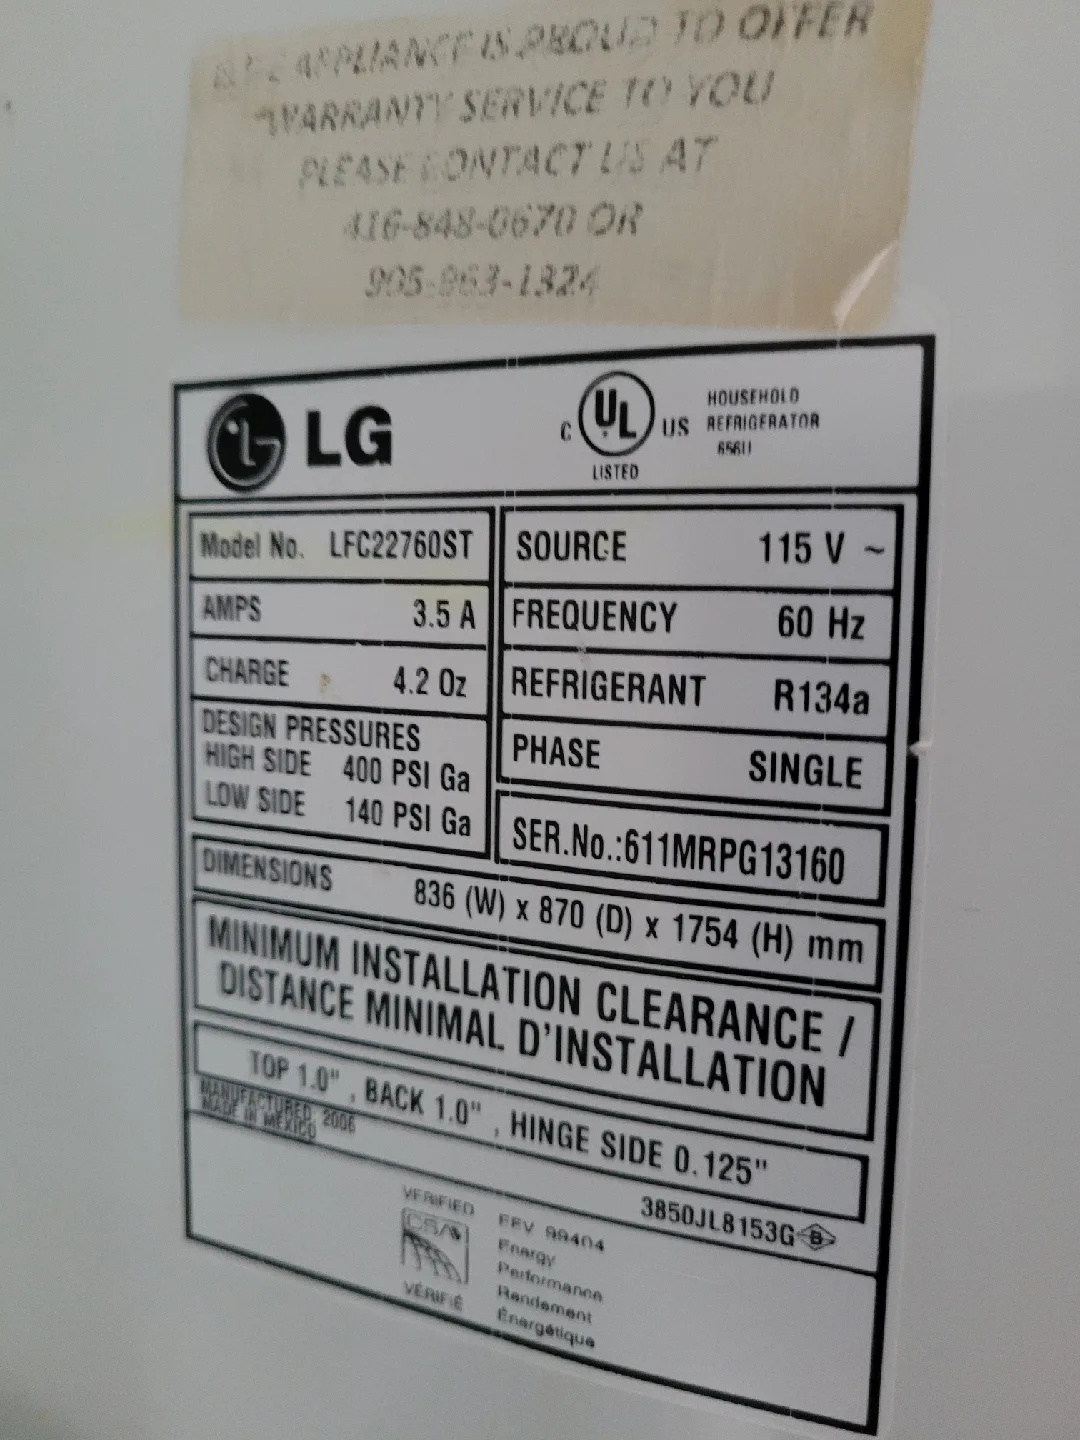 APPLIANCE IS PROUD TO OFFER
WARRANTY SERVICE TO YOU
PLEASE CONTACT US AT
416-848-0670 OR
905-963-1324
LG
C UL US
LISTED
HOUSEHOLD
REFRIGERATOR
656U
Model No. LFC22760ST
AMPS 3.5 A
CHARGE 4.2 Oz
DESIGN PRESSURES
HIGH SIDE 400 PSI Ga
LOW SIDE 140 PSI Ga
SOURCE 115 V ~
FREQUENCY 60 Hz
REFRIGERANT R134a
PHASE SINGLE
SER.No.:611MRPG13160
DIMENSIONS 836 (W) x 870 (D) x 1754 (H) mm
MINIMUM INSTALLATION CLEARANCE /
DISTANCE MINIMAL D'INSTALLATION
TOP 1.0" , BACK 1.0" , HINGE SIDE 0.125"
MANUFACTURED 2006
MADE IN MEXICO
3850JL8153G B
VERIFIED
CSA
VÉRIFIÉ
EEV 99404
Energy
Performance
Rendement
Énergétique